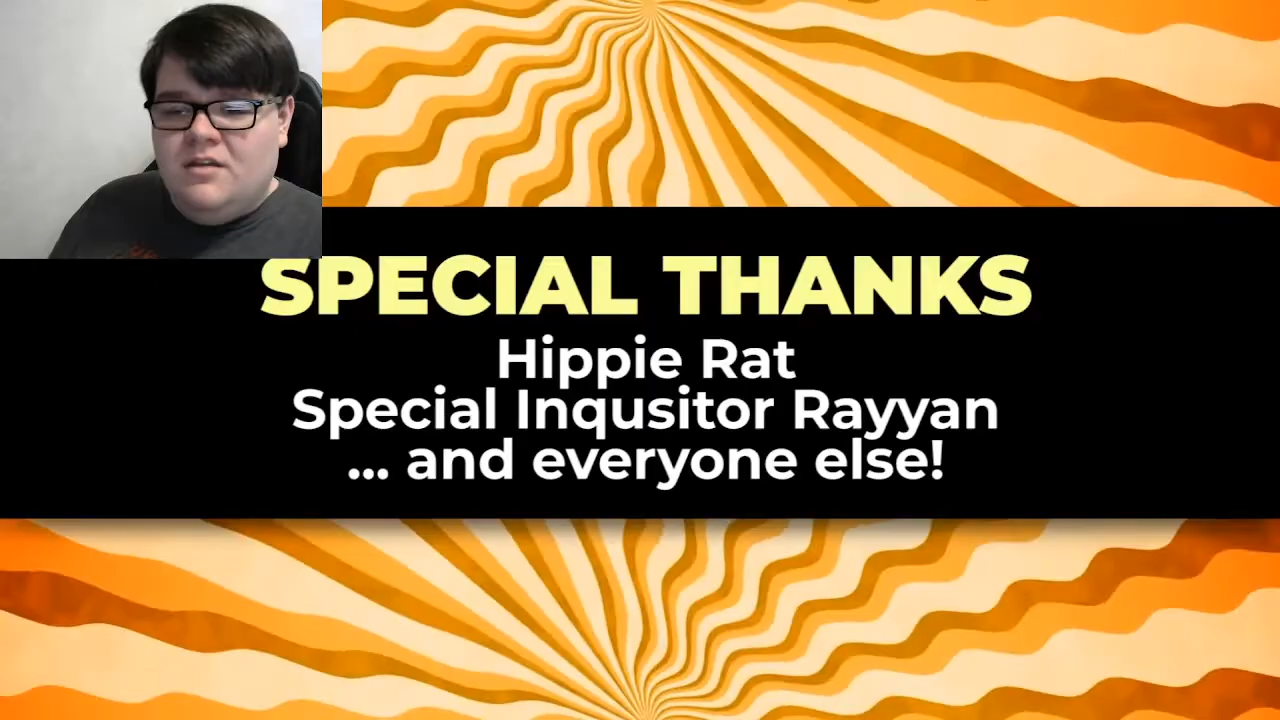 SPECIAL THANKS
Hippie Rat
Special Inqusitor Rayyan
... and everyone else!